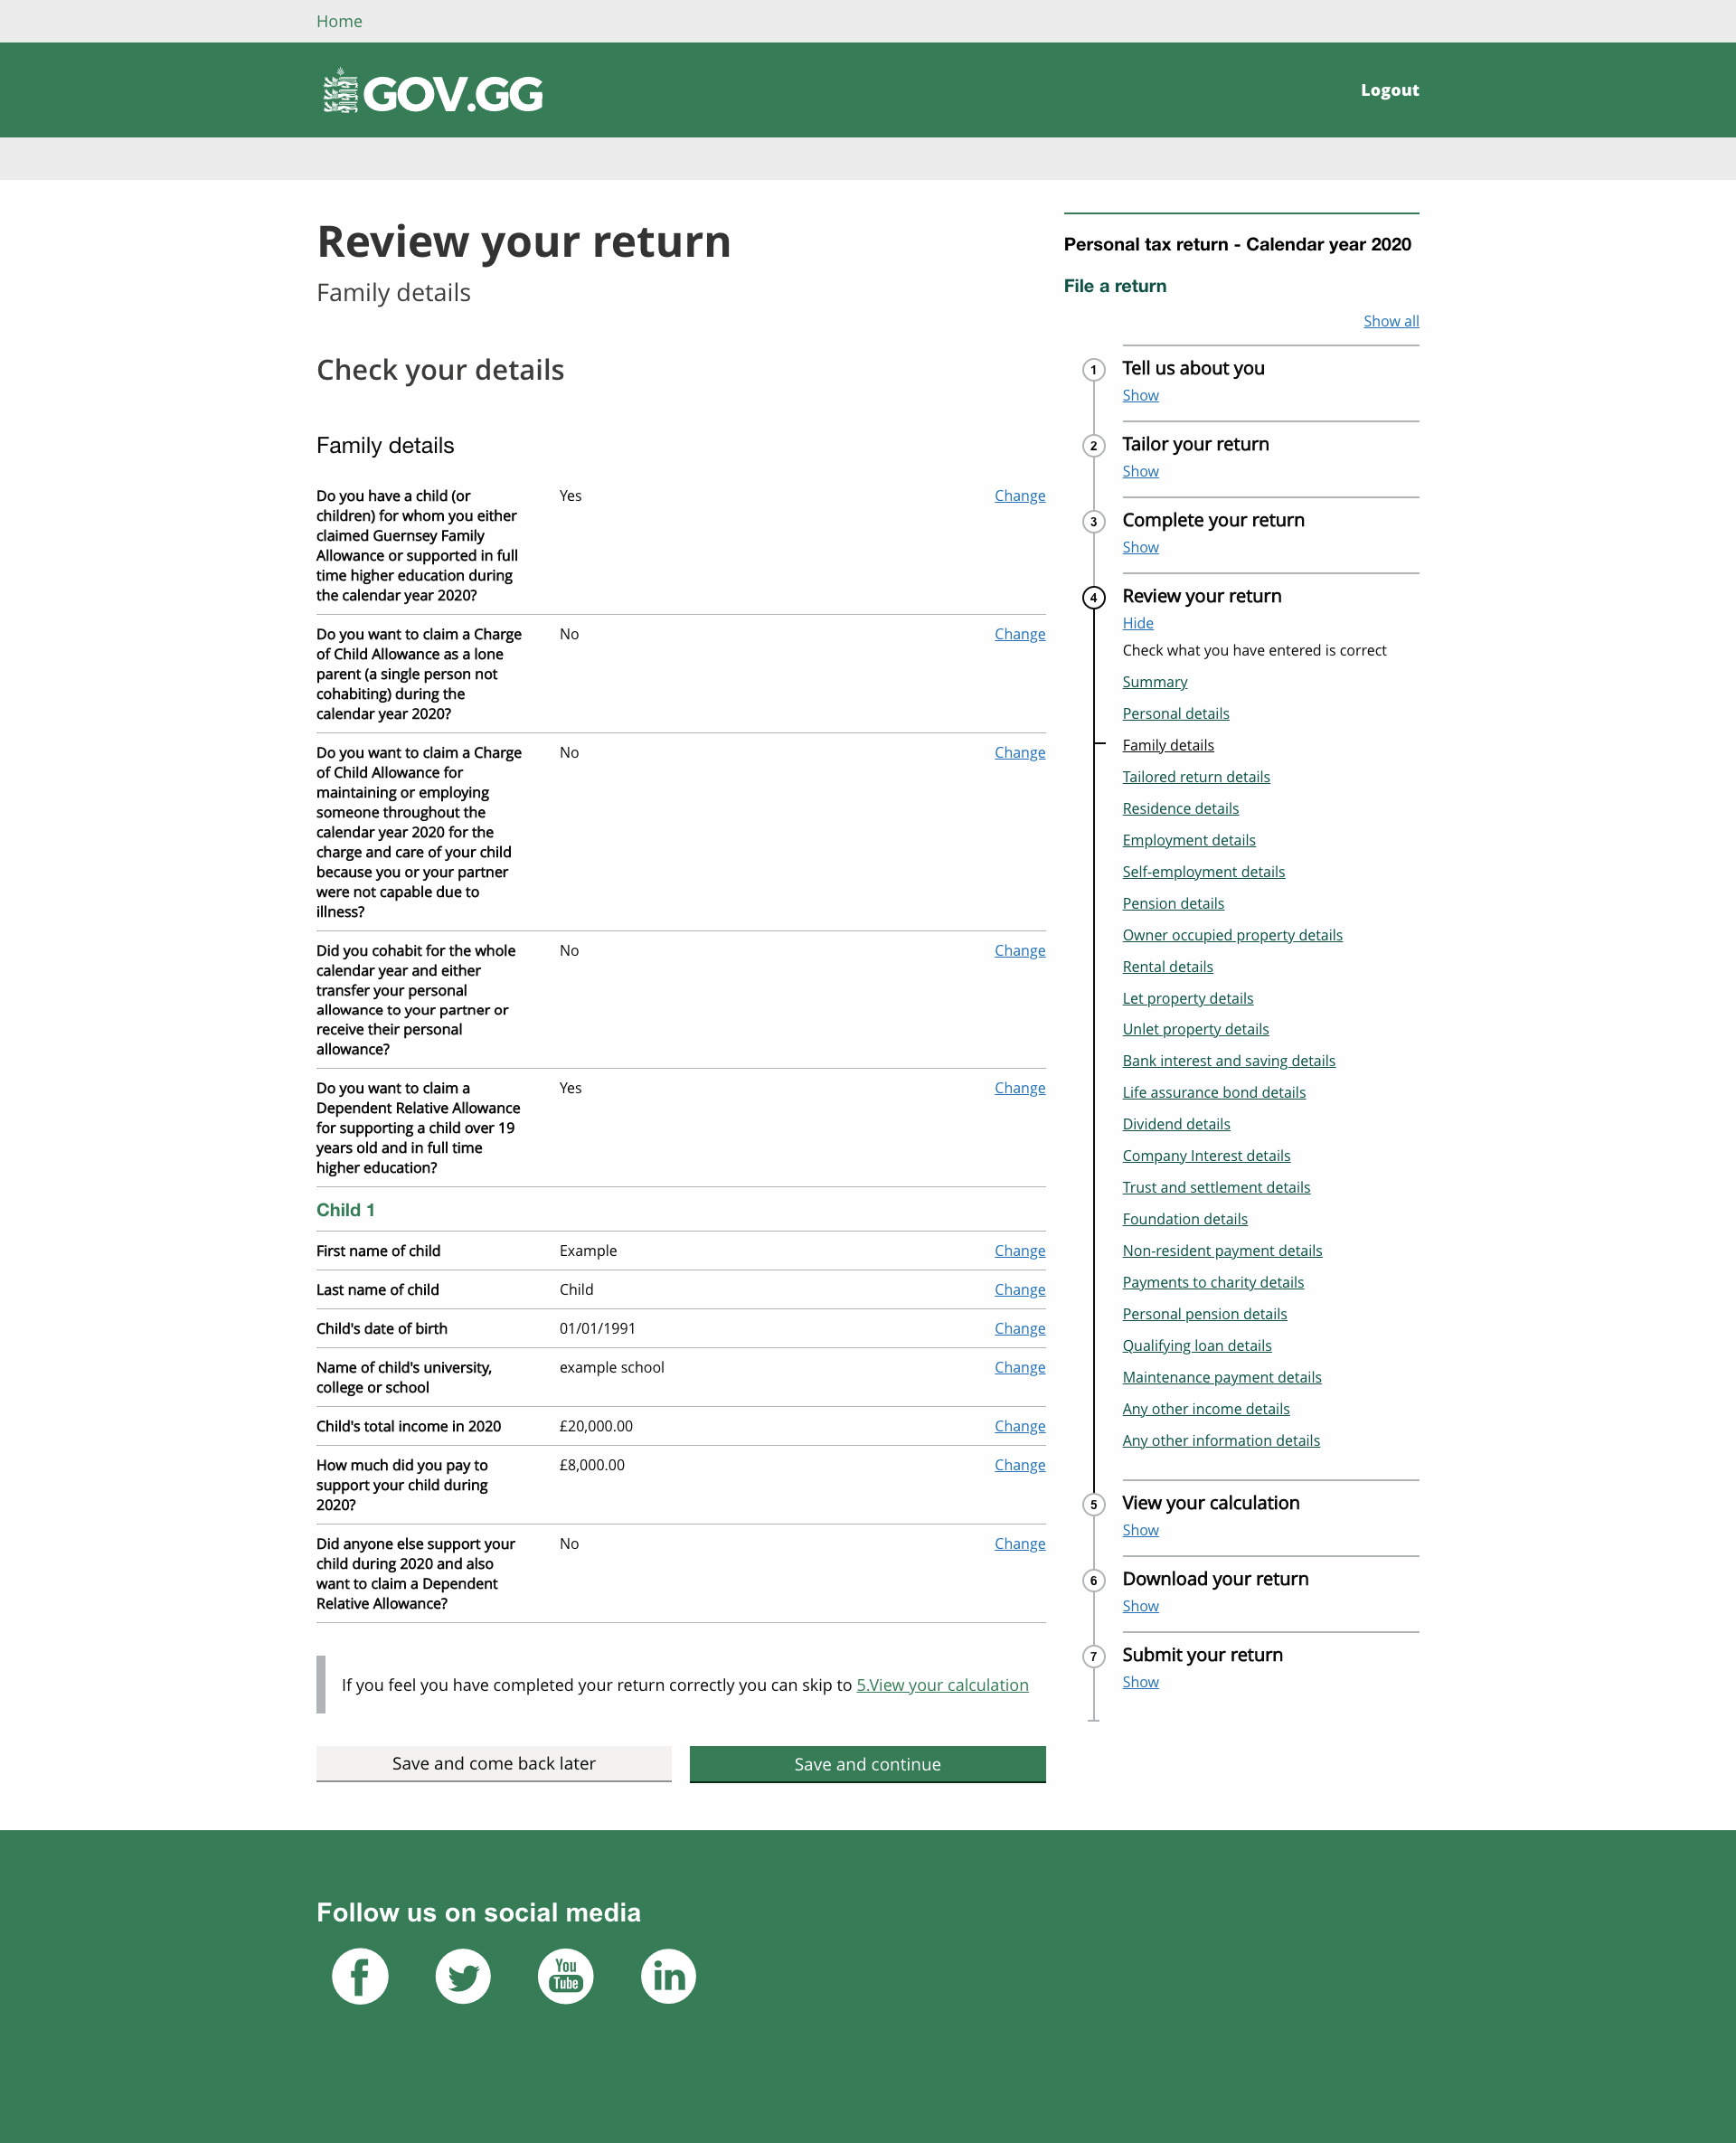 Home
GOV.GG
Logout
Review your return
Family details
Check your details
Family details
Do you have a child (or
children) for whom you either
claimed Guernsey Family
Allowance or supported in full
time higher education during
the calendar year 2020?
Yes
Change
Do you want to claim a Charge
of Child Allowance as a lone
parent (a single person not
cohabiting) during the
calendar year 2020?
No
Change
Do you want to claim a Charge
of Child Allowance for
maintaining or employing
someone throughout the
calendar year 2020 for the
charge and care of your child
because you or your partner
were not capable due to
illness?
No
Change
Did you cohabit for the whole
calendar year and either
transfer your personal
allowance to your partner or
receive their personal
allowance?
No
Change
Do you want to claim a
Dependent Relative Allowance
for supporting a child over 19
years old and in full time
higher education?
Yes
Change
Child 1
First name of child
Example
Change
Last name of child
Child
Change
Child's date of birth
01/01/1991
Change
Name of child's university,
college or school
example school
Change
Child's total income in 2020
£20,000.00
Change
How much did you pay to
support your child during
2020?
£8,000.00
Change
Did anyone else support your
child during 2020 and also
want to claim a Dependent
Relative Allowance?
No
Change
If you feel you have completed your return correctly you can skip to 5.View your calculation
Save and come back later
Save and continue
Personal tax return - Calendar year 2020
File a return
Show all
1
Tell us about you
Show
2
Tailor your return
Show
3
Complete your return
Show
4
Review your return
Hide
Check what you have entered is correct
Summary
Personal details
Family details
Tailored return details
Residence details
Employment details
Self-employment details
Pension details
Owner occupied property details
Rental details
Let property details
Unlet property details
Bank interest and saving details
Life assurance bond details
Dividend details
Company Interest details
Trust and settlement details
Foundation details
Non-resident payment details
Payments to charity details
Personal pension details
Qualifying loan details
Maintenance payment details
Any other income details
Any other information details
5
View your calculation
Show
6
Download your return
Show
7
Submit your return
Show
Follow us on social media
f
You
Tube
in